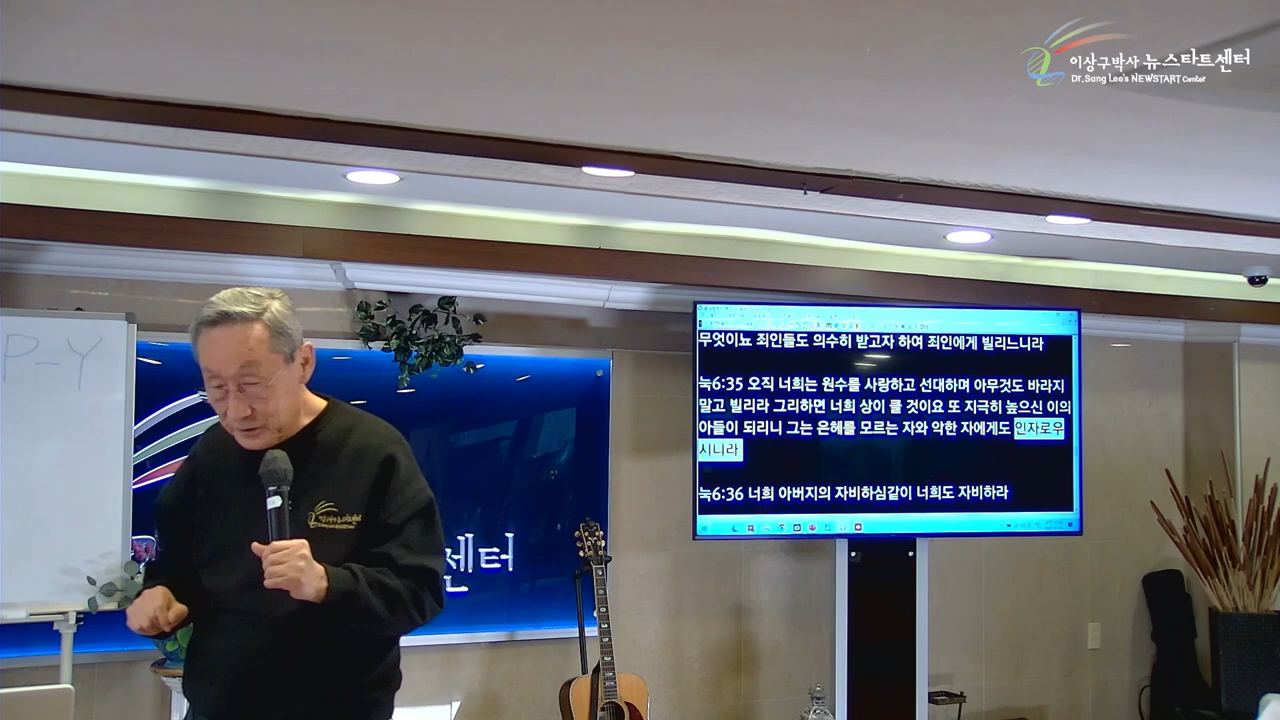 이상구박사 뉴스타트센터
Dr. Sang Lee's NEWSTART Center
P-Y
무엇이뇨 죄인들도 의수히 받고자 하여 죄인에게 빌리느니라
눅6:35 오직 너희는 원수를 사랑하고 선대하며 아무것도 바라지
말고 빌리라 그리하면 너희 상이 클 것이요 또 지극히 높으신 이의
아들이 되리니 그는 은혜를 모르는 자와 악한 자에게도 인자로우
시니라
눅6:36 너희 아버지의 자비하심같이 너희도 자비하라
센터